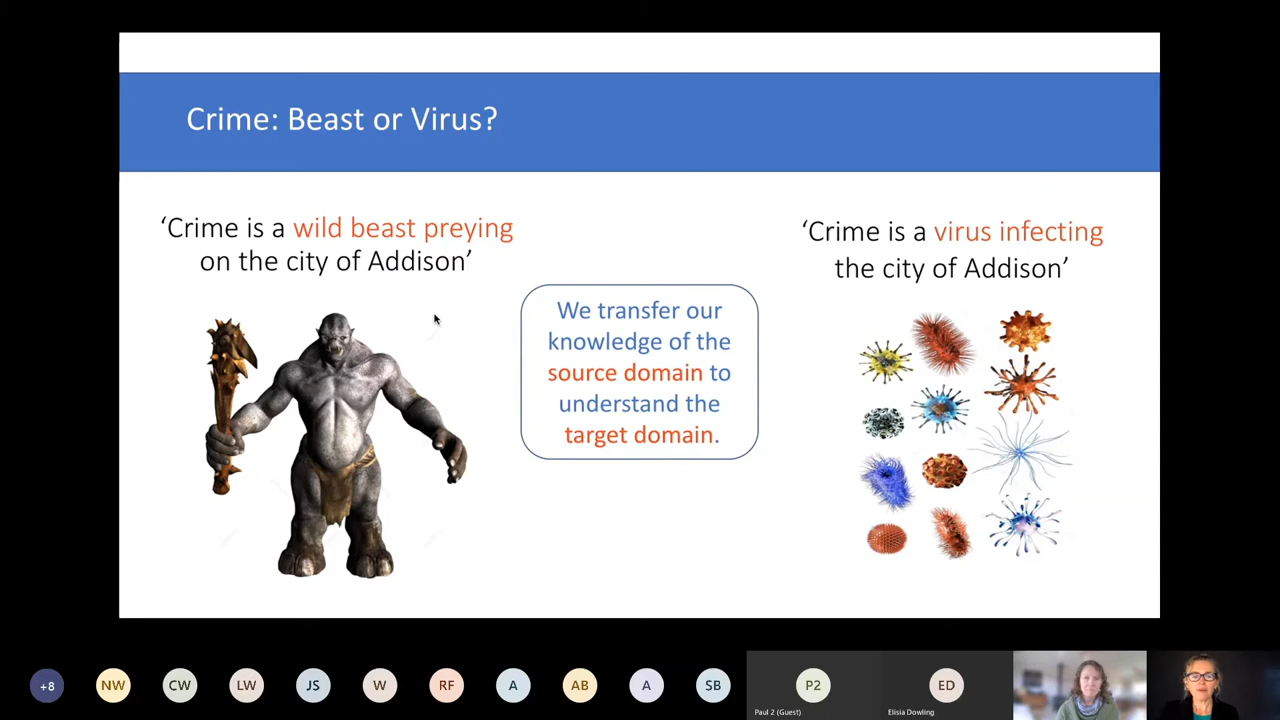 Crime: Beast or Virus?
‘Crime is a wild beast preying
on the city of Addison’
‘Crime is a virus infecting
the city of Addison’
We transfer our
knowledge of the
source domain to
understand the
target domain.
+8
NW
CW
LW
JS
W
RF
A
AB
A
SB
P2
Paul 2 (Guest)
ED
Elisia Dowling